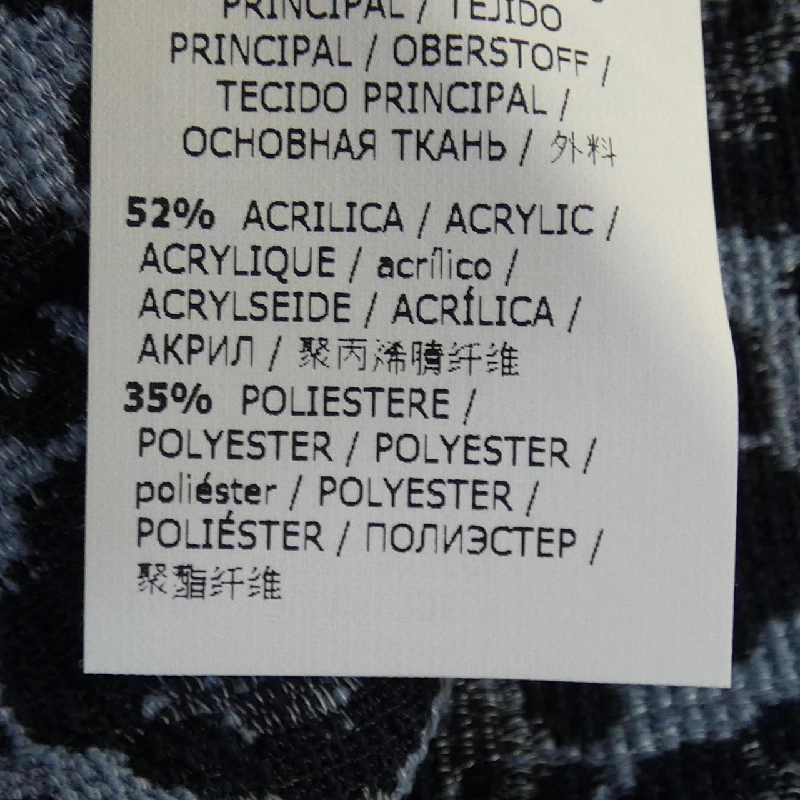 PRINCIPAL / TEJIDO
PRINCIPAL / OBERSTOFF /
TECIDO PRINCIPAL /
ОСНОВНАЯ ТКАНЬ / 外料
52% ACRILICA / ACRYLIC /
ACRYLIQUE / acrílico /
ACRYLSEIDE / ACRÍLICA /
АКРИЛ / 聚丙烯腈纤维
35% POLIESTERE /
POLYESTER / POLYESTER /
poliéster / POLYESTER /
POLIÉSTER / ПОЛИЭСТЕР /
聚酯纤维